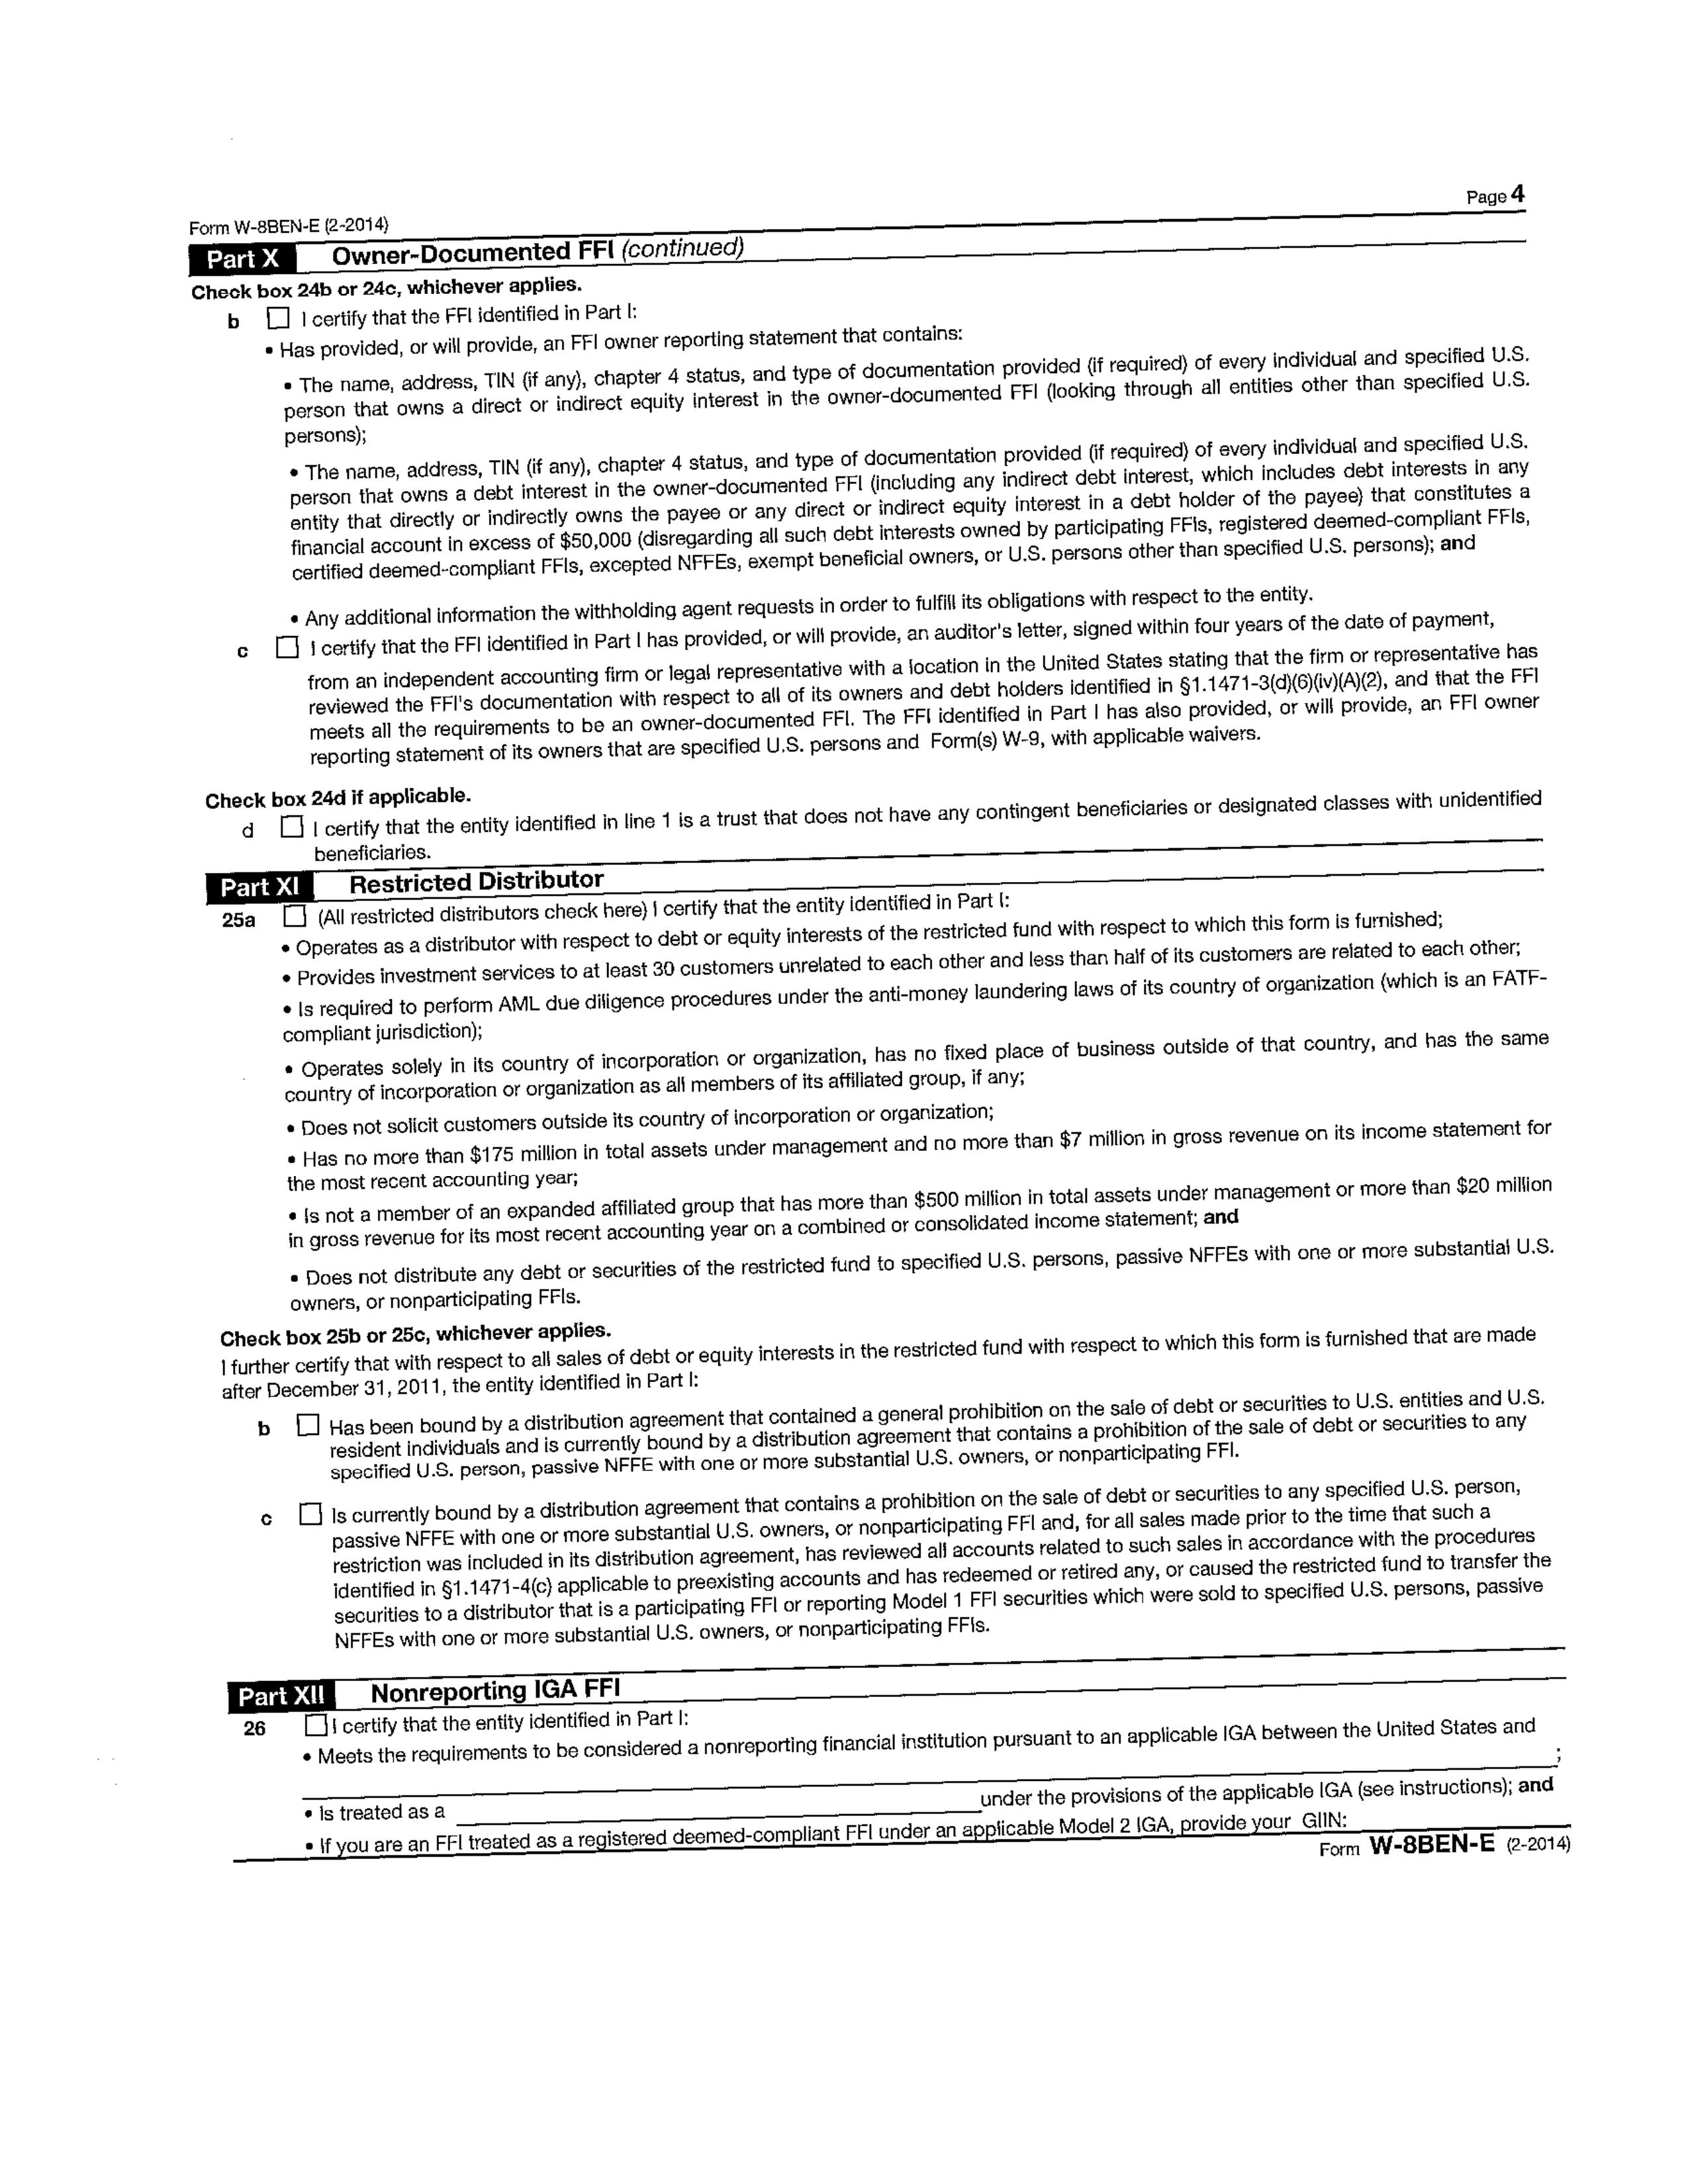 Form W-8BEN-E (2-2014)
Page 4
Part X Owner-Documented FFI (continued)
Check box 24b or 24c, whichever applies.
b I certify that the FFI identified in Part I:
• Has provided, or will provide, an FFI owner reporting statement that contains:
• The name, address, TIN (if any), chapter 4 status, and type of documentation provided (if required) of every individual and specified U.S.
person that owns a direct or indirect equity interest in the owner-documented FFI (looking through all entities other than specified U.S.
persons);
• The name, address, TIN (if any), chapter 4 status, and type of documentation provided (if required) of every individual and specified U.S.
person that owns a debt interest in the owner-documented FFI (including any indirect debt interest, which includes debt interests in any
entity that directly or indirectly owns the payee or any direct or indirect equity interest in a debt holder of the payee) that constitutes a
financial account in excess of $50,000 (disregarding all such debt interests owned by participating FFIs, registered deemed-compliant FFIs,
certified deemed-compliant FFIs, excepted NFFEs, exempt beneficial owners, or U.S. persons other than specified U.S. persons); and
• Any additional information the withholding agent requests in order to fulfill its obligations with respect to the entity.
c I certify that the FFI identified in Part I has provided, or will provide, an auditor's letter, signed within four years of the date of payment,
from an independent accounting firm or legal representative with a location in the United States stating that the firm or representative has
reviewed the FFI's documentation with respect to all of its owners and debt holders identified in §1.1471-3(d)(6)(iv)(A)(2), and that the FFI
meets all the requirements to be an owner-documented FFI. The FFI identified in Part I has also provided, or will provide, an FFI owner
reporting statement of its owners that are specified U.S. persons and Form(s) W-9, with applicable waivers.
Check box 24d if applicable.
d I certify that the entity identified in line 1 is a trust that does not have any contingent beneficiaries or designated classes with unidentified
beneficiaries.
Part XI Restricted Distributor
25a (All restricted distributors check here) I certify that the entity identified in Part I:
• Operates as a distributor with respect to debt or equity interests of the restricted fund with respect to which this form is furnished;
• Provides investment services to at least 30 customers unrelated to each other and less than half of its customers are related to each other;
• Is required to perform AML due diligence procedures under the anti-money laundering laws of its country of organization (which is an FATF-
compliant jurisdiction);
• Operates solely in its country of incorporation or organization, has no fixed place of business outside of that country, and has the same
country of incorporation or organization as all members of its affiliated group, if any;
• Does not solicit customers outside its country of incorporation or organization;
• Has no more than $175 million in total assets under management and no more than $7 million in gross revenue on its income statement for
the most recent accounting year;
• Is not a member of an expanded affiliated group that has more than $500 million in total assets under management or more than $20 million
in gross revenue for its most recent accounting year on a combined or consolidated income statement; and
• Does not distribute any debt or securities of the restricted fund to specified U.S. persons, passive NFFEs with one or more substantial U.S.
owners, or nonparticipating FFIs.
Check box 25b or 25c, whichever applies.
I further certify that with respect to all sales of debt or equity interests in the restricted fund with respect to which this form is furnished that are made
after December 31, 2011, the entity identified in Part I:
b Has been bound by a distribution agreement that contained a general prohibition on the sale of debt or securities to U.S. entities and U.S.
resident individuals and is currently bound by a distribution agreement that contains a prohibition of the sale of debt or securities to any
specified U.S. person, passive NFFE with one or more substantial U.S. owners, or nonparticipating FFI.
c Is currently bound by a distribution agreement that contains a prohibition on the sale of debt or securities to any specified U.S. person,
passive NFFE with one or more substantial U.S. owners, or nonparticipating FFI and, for all sales made prior to the time that such a
restriction was included in its distribution agreement, has reviewed all accounts related to such sales in accordance with the procedures
identified in §1.1471-4(c) applicable to preexisting accounts and has redeemed or retired any, or caused the restricted fund to transfer the
securities to a distributor that is a participating FFI or reporting Model 1 FFI securities which were sold to specified U.S. persons, passive
NFFEs with one or more substantial U.S. owners, or nonparticipating FFIs.
Part XII Nonreporting IGA FFI
26 I certify that the entity identified in Part I:
• Meets the requirements to be considered a nonreporting financial institution pursuant to an applicable IGA between the United States and
;
• Is treated as a under the provisions of the applicable IGA (see instructions); and
• If you are an FFI treated as a registered deemed-compliant FFI under an applicable Model 2 IGA, provide your GIIN:
Form W-8BEN-E (2-2014)